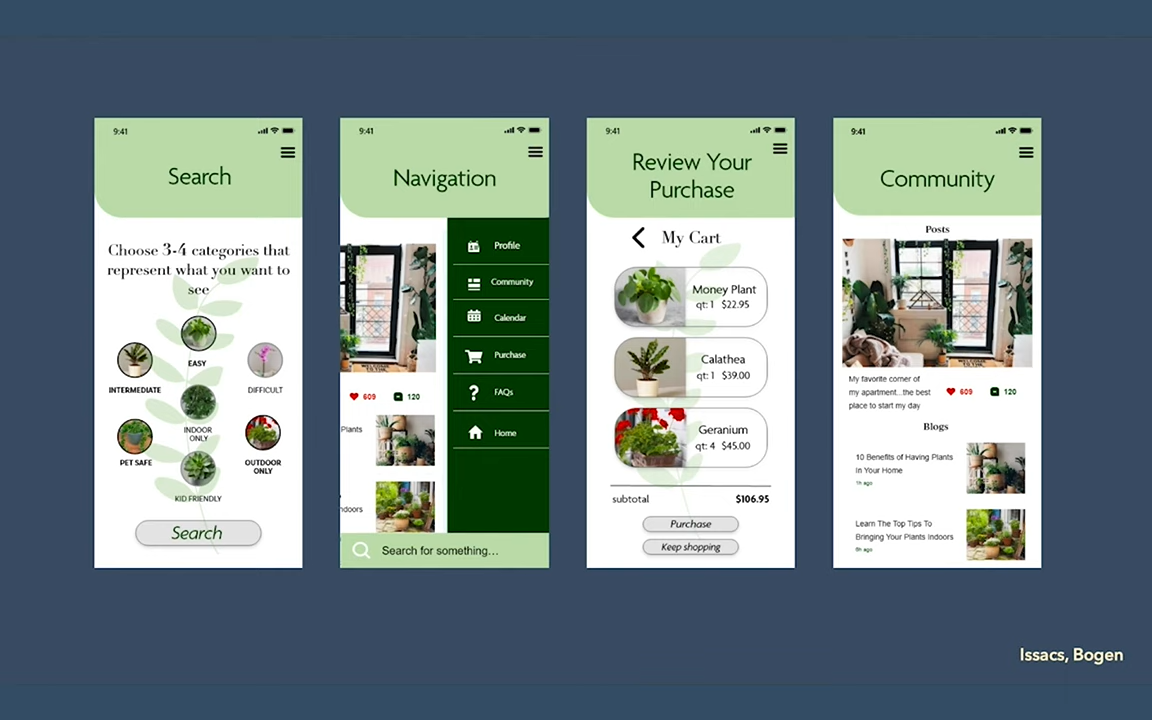 9:41
Search
Choose 3-4 categories that
represent what you want to
see
EASY
INTERMEDIATE
DIFFICULT
INDOOR
ONLY
PET SAFE
OUTDOOR
ONLY
KID FRIENDLY
Search
9:41
Navigation
Profile
Community
Calendar
Purchase
FAQs
Home
609
120
Plants
ndoors
Search for something...
9:41
Review Your
Purchase
My Cart
Money Plant
qt: 1 $22.95
Calathea
qt: 1 $39.00
Geranium
qt: 4 $45.00
subtotal $106.95
Purchase
Keep shopping
9:41
Community
Posts
My favorite corner of
my apartment...the best
place to start my day
609
120
Blogs
10 Benefits of Having Plants
In Your Home
1h ago
Learn The Top Tips To
Bringing Your Plants Indoors
6h ago
Issacs, Bogen